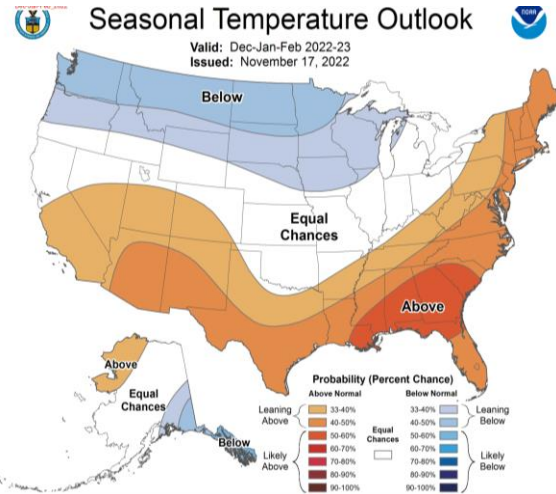 Seasonal Temperature Outlook
Valid: Dec-Jan-Feb 2022-23
Issued: November 17, 2022
Below
Equal
Chances
Above
Above
Equal
Chances
Below
Probability (Percent Chance)
Above Normal
Below Normal
Leaning
Above
33-40%
40-50%
Likely
Above
50-60%
60-70%
70-80%
80-90%
90-100%
Equal
Chances
33-40%
40-50%
Leaning
Below
50-60%
60-70%
70-80%
80-90%
90-100%
Likely
Below